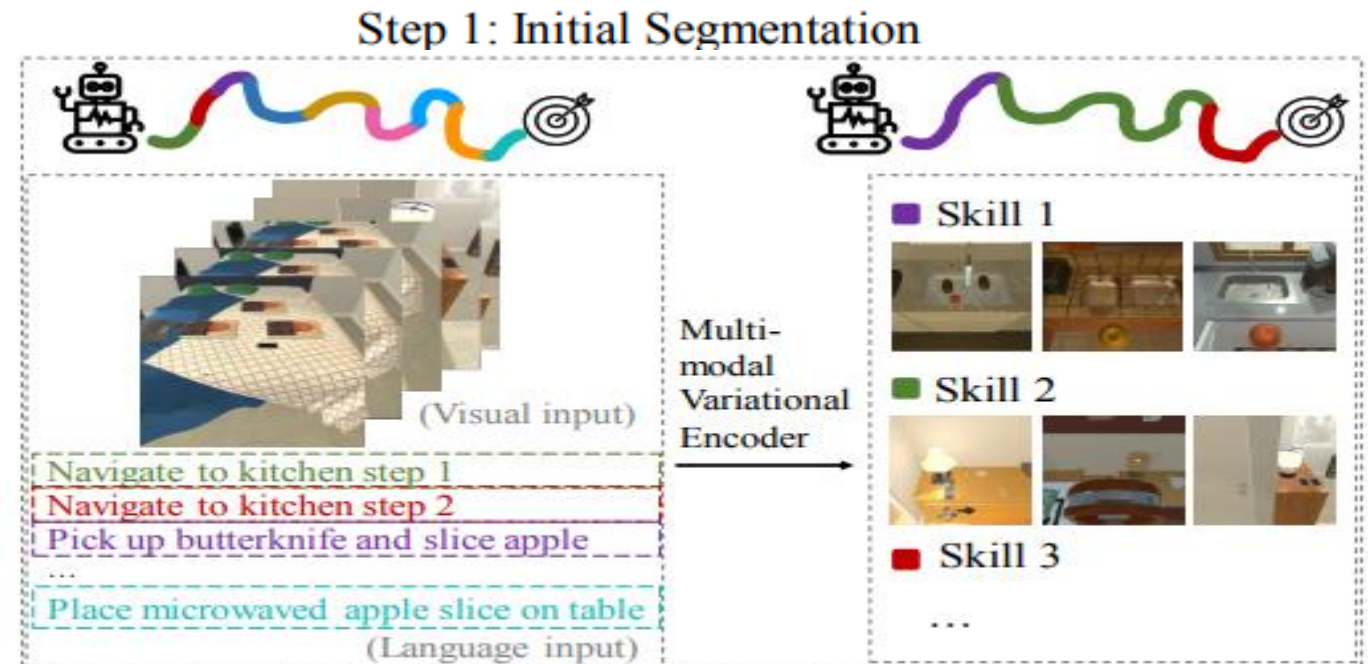 Step 1: Initial Segmentation
(Visual input)
Navigate to kitchen step 1
Navigate to kitchen step 2
Pick up butterknife and slice apple
...
Place microwaved apple slice on table
(Language input)
Multi-
modal
Variational
Encoder
Skill 1
Skill 2
Skill 3
...